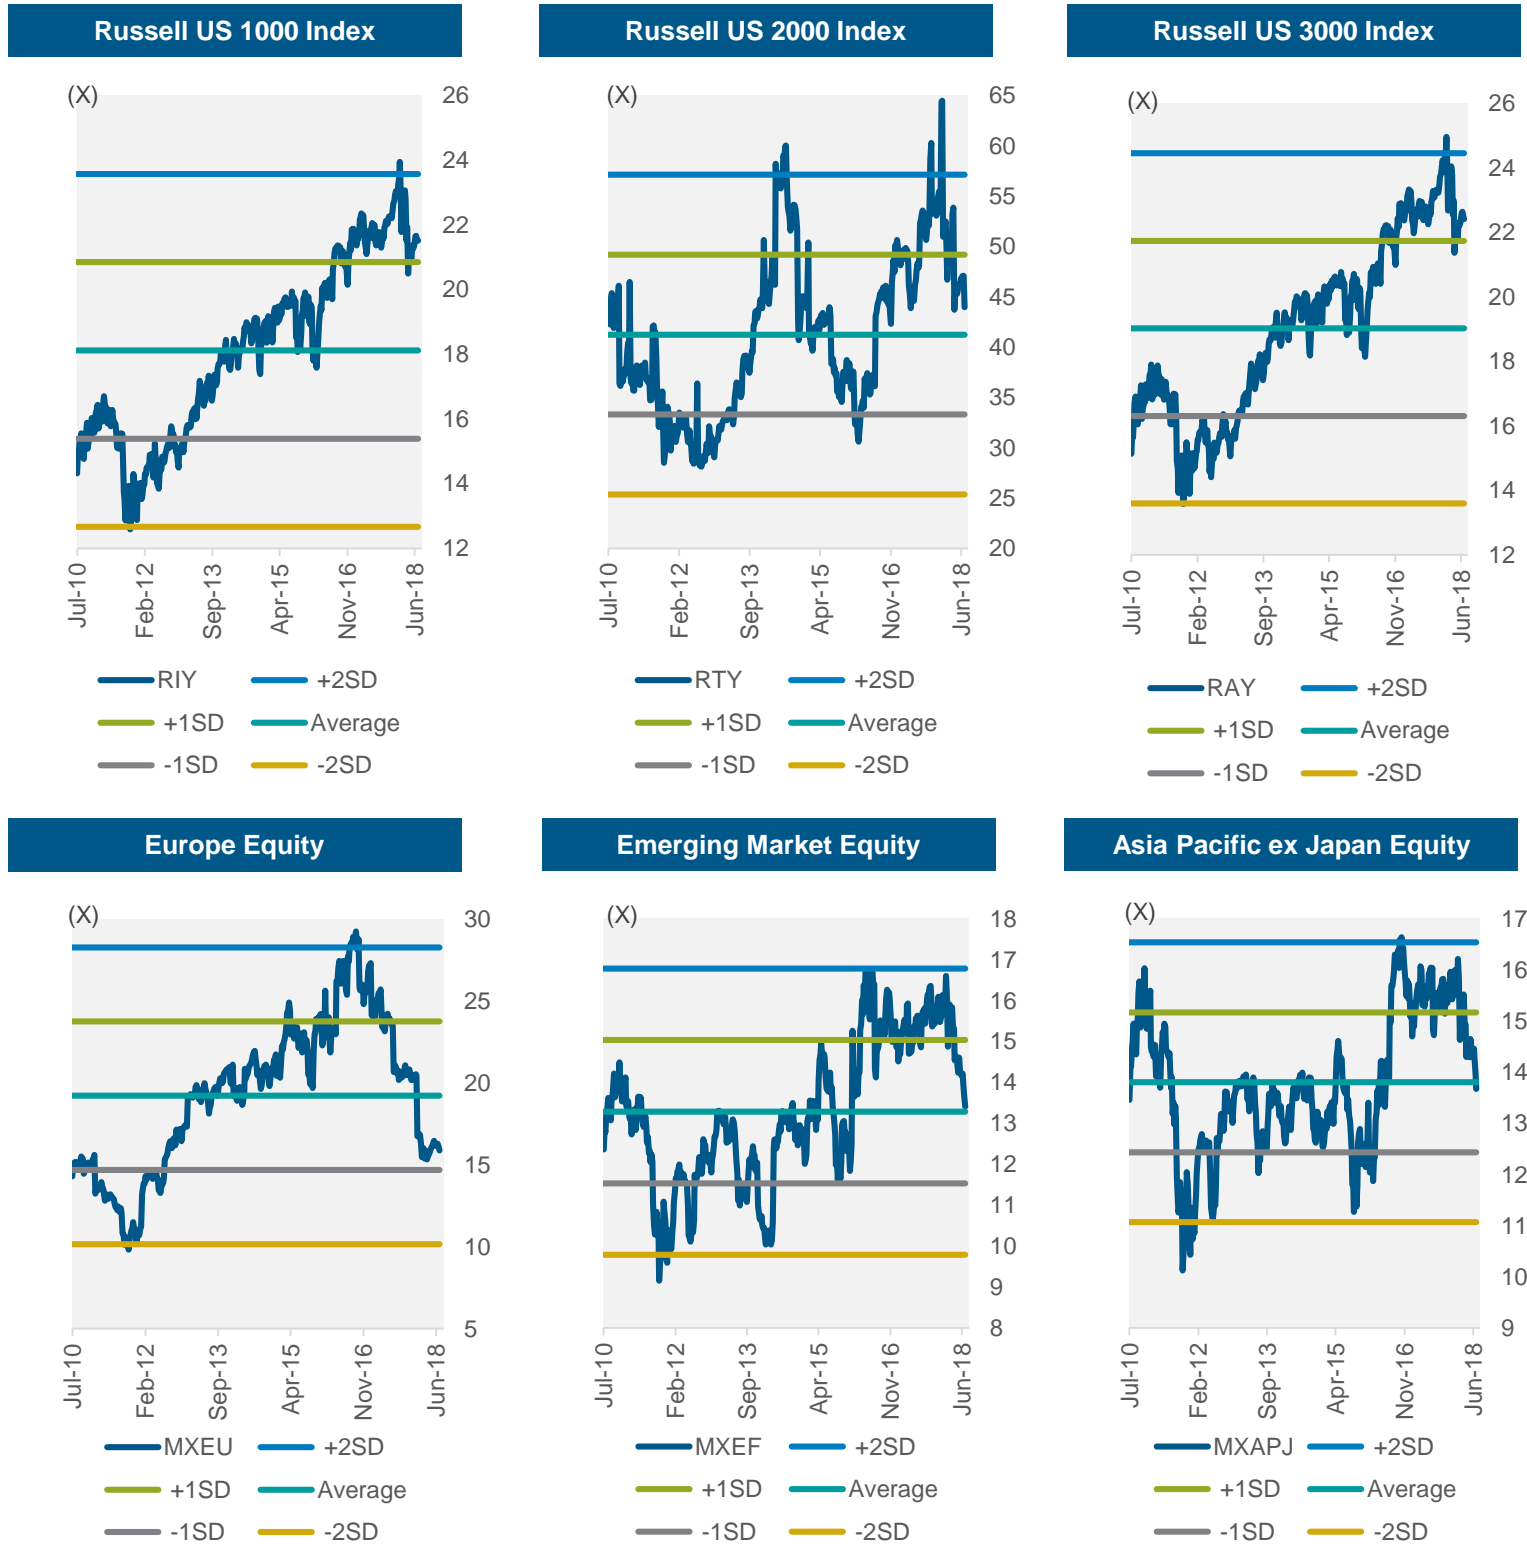 Russell US 1000 Index
(X)
26
24
22
20
18
16
14
12
Jul-10
Feb-12
Sep-13
Apr-15
Nov-16
Jun-18
RIY +2SD
+1SD Average
-1SD -2SD
Russell US 2000 Index
(X)
65
60
55
50
45
40
35
30
25
20
Jul-10
Feb-12
Sep-13
Apr-15
Nov-16
Jun-18
RTY +2SD
+1SD Average
-1SD -2SD
Russell US 3000 Index
(X)
26
24
22
20
18
16
14
12
Jul-10
Feb-12
Sep-13
Apr-15
Nov-16
Jun-18
RAY +2SD
+1SD Average
-1SD -2SD
Europe Equity
(X)
30
25
20
15
10
5
Jul-10
Feb-12
Sep-13
Apr-15
Nov-16
Jun-18
MXEU +2SD
+1SD Average
-1SD -2SD
Emerging Market Equity
(X)
18
17
16
15
14
13
12
11
10
9
8
Jul-10
Feb-12
Sep-13
Apr-15
Nov-16
Jun-18
MXEF +2SD
+1SD Average
-1SD -2SD
Asia Pacific ex Japan Equity
(X)
17
16
15
14
13
12
11
10
9
Jul-10
Feb-12
Sep-13
Apr-15
Nov-16
Jun-18
MXAPJ +2SD
+1SD Average
-1SD -2SD